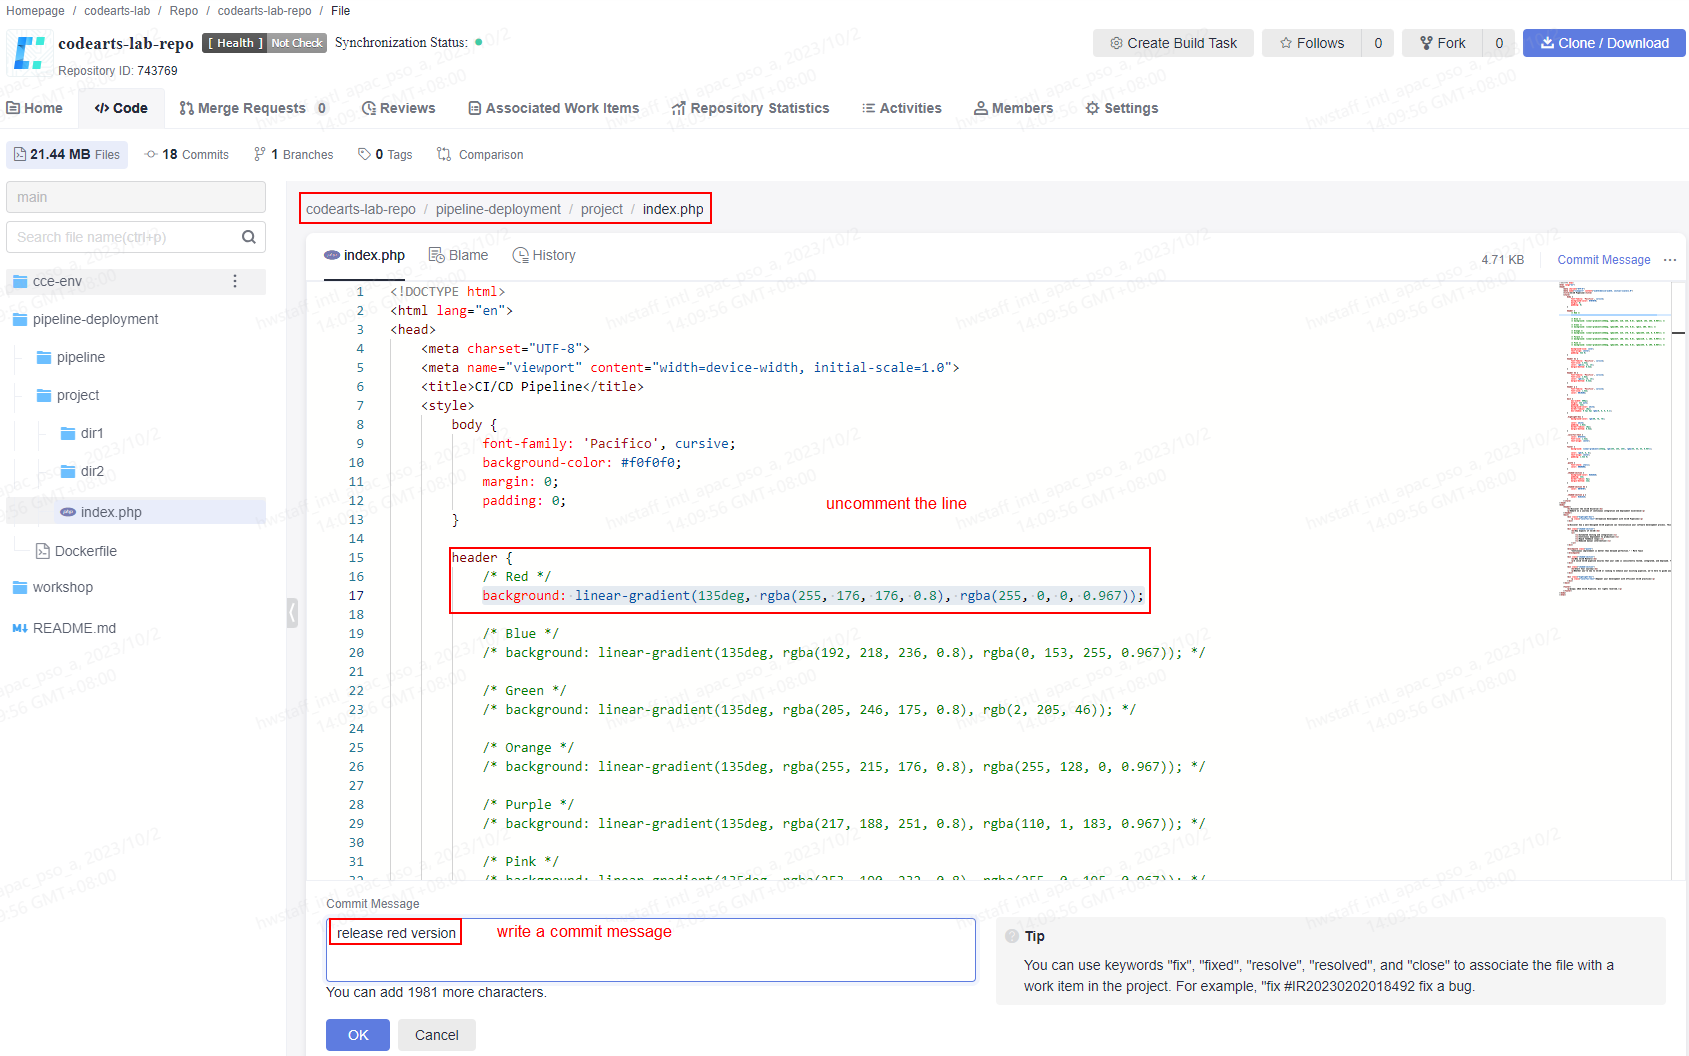 Homepage / codearts-lab / Repo / codearts-lab-repo / File
codearts-lab-repo [ Health ] Not Check Synchronization Status:
Repository ID: 743769
Create Build Task Follows 0 Fork 0 Clone / Download
Home Code Merge Requests 0 Reviews Associated Work Items Repository Statistics Activities Members Settings
21.44 MB Files 18 Commits 1 Branches 0 Tags Comparison
main
Search file name(ctrl+p)
cce-env
pipeline-deployment
pipeline
project
dir1
dir2
index.php
Dockerfile
workshop
README.md
codearts-lab-repo / pipeline-deployment / project / index.php
index.php Blame History
4.71 KB Commit Message ...
1 <!DOCTYPE html>
2 <html lang="en">
3 <head>
4 <meta charset="UTF-8">
5 <meta name="viewport" content="width=device-width, initial-scale=1.0">
6 <title>CI/CD Pipeline</title>
7 <style>
8 body {
9 font-family: 'Pacifico', cursive;
10 background-color: #f0f0f0;
11 margin: 0;
12 padding: 0;
uncomment the line
13 }
14
15 header {
16 /* Red */
17 background: linear-gradient(135deg, rgba(255, 176, 176, 0.8), rgba(255, 0, 0, 0.967));
18
19 /* Blue */
20 /* background: linear-gradient(135deg, rgba(192, 218, 236, 0.8), rgba(0, 153, 255, 0.967)); */
21
22 /* Green */
23 /* background: linear-gradient(135deg, rgba(205, 246, 175, 0.8), rgb(2, 205, 46)); */
24
25 /* Orange */
26 /* background: linear-gradient(135deg, rgba(255, 215, 176, 0.8), rgba(255, 128, 0, 0.967)); */
27
28 /* Purple */
29 /* background: linear-gradient(135deg, rgba(217, 188, 251, 0.8), rgba(110, 1, 183, 0.967)); */
30
31 /* Pink */
Commit Message
release red version
write a commit message
You can add 1981 more characters.
OK Cancel
Tip
You can use keywords "fix", "fixed", "resolve", "resolved", and "close" to associate the file with a
work item in the project. For example, "fix #IR20230202018492 fix a bug.
hwstaff_intl_apac_pso_a, 2023/10/2
14:09:56 GMT+08:00